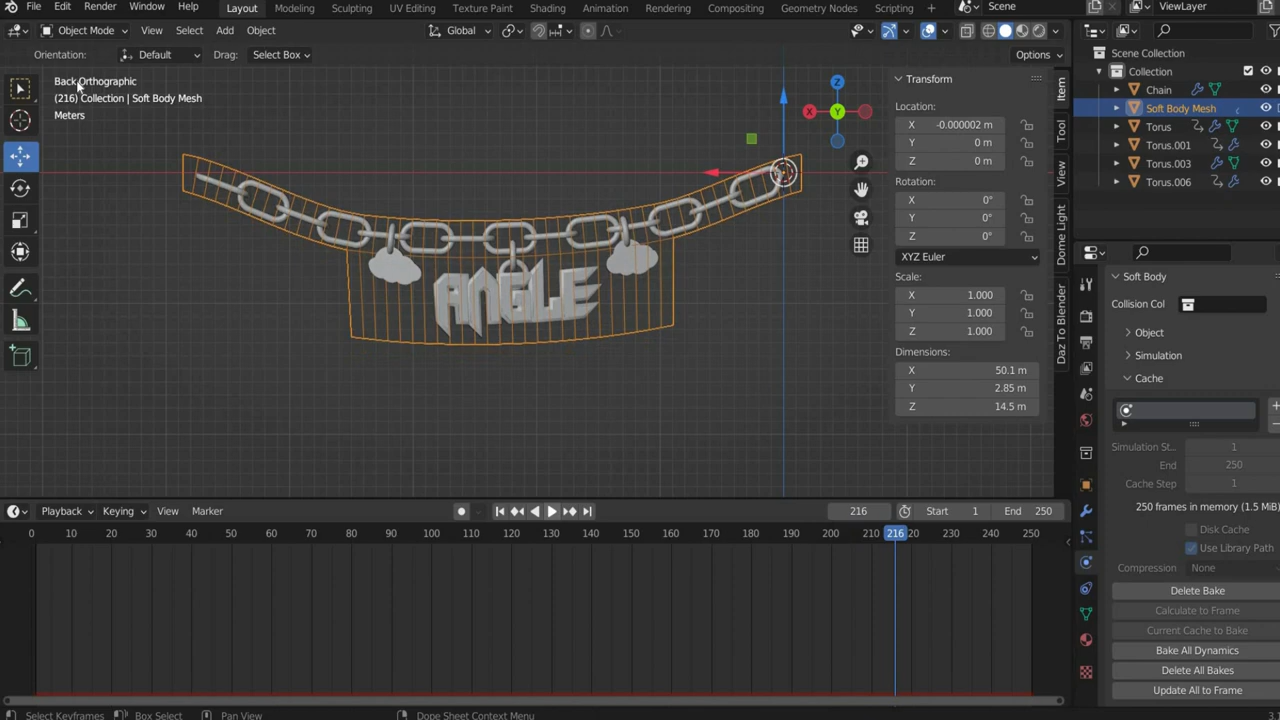 File Edit Render Window Help Layout Modeling Sculpting UV Editing Texture Paint Shading Animation Rendering Compositing Geometry Nodes Scripting Scene ViewLayer
Object Mode View Select Add Object Global Options
Orientation: Default Drag: Select Box
Back Orthographic
(216) Collection | Soft Body Mesh
Meters
ANGLE
Transform
Location:
X -0.000002 m
Y 0 m
Z 0 m
Rotation:
X 0°
Y 0°
Z 0°
XYZ Euler
Scale:
X 1.000
Y 1.000
Z 1.000
Dimensions:
X 50.1 m
Y 2.85 m
Z 14.5 m
Item
Tool
View
Dome Light
Daz To Blender
X
Y
Z
Scene Collection
Collection
Chain
Soft Body Mesh
Torus
Torus.001
Torus.003
Torus.006
Soft Body
Collision Col
Object
Simulation
Cache
Simulation St... 1
End 250
Cache Step 1
250 frames in memory (1.5 MiB)
Disk Cache
Use Library Path
Compression None
Delete Bake
Calculate to Frame
Current Cache to Bake
Bake All Dynamics
Delete All Bakes
Update All to Frame
Playback Keying View Marker 216 Start 1 End 250
0 10 20 30 40 50 60 70 80 90 100 110 120 130 140 150 160 170 180 190 200 210 216 220 230 240 250
Select Keyframes Box Select Pan View Dope Sheet Context Menu